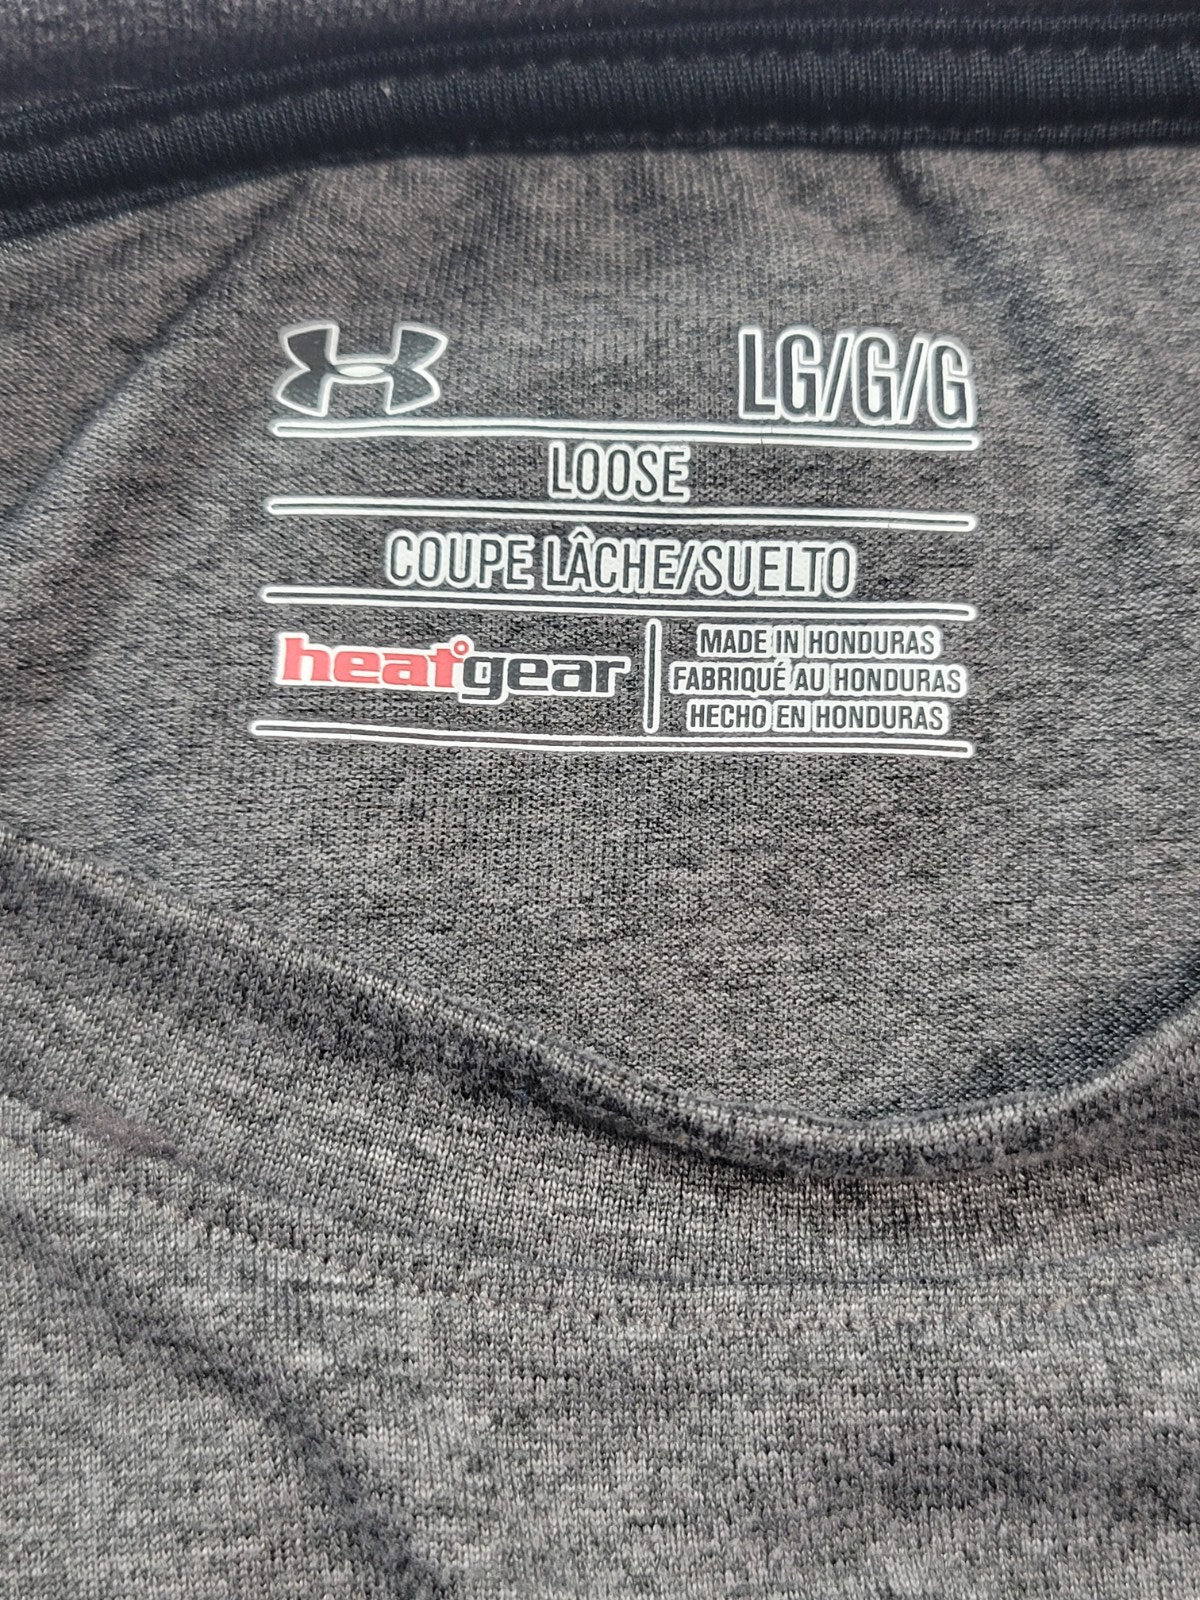 LG/G/G
LOOSE
COUPE LÂCHE/SUELTO
heatgear
MADE IN HONDURAS
FABRIQUÉ AU HONDURAS
HECHO EN HONDURAS